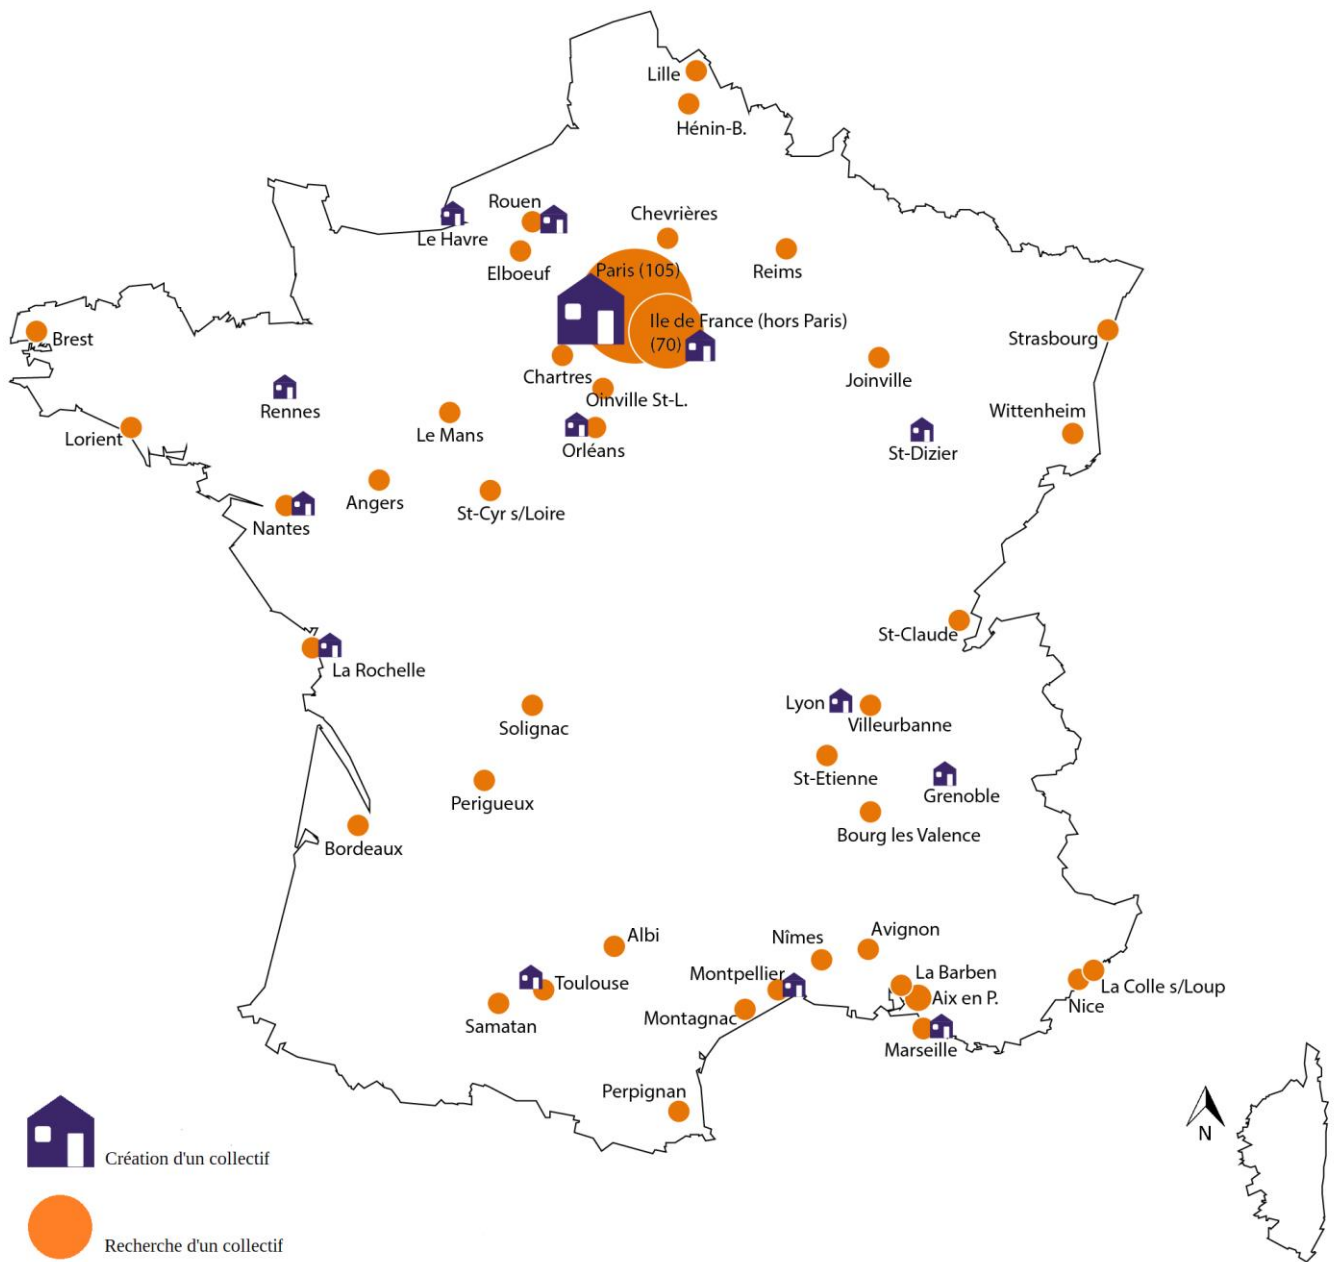 Lille
Hénin-B.
Rouen
Chevrières
Le Havre
Elboeuf
Paris (105)
Reims
Ile de France (hors Paris)
(70)
Brest
Strasbourg
Chartres
Joinville
Oinville St-L.
Rennes
Wittenheim
Lorient
Le Mans
Orléans
St-Dizier
Angers
St-Cyr s/Loire
Nantes
St-Claude
La Rochelle
Lyon
Solignac
Villeurbanne
St-Etienne
Grenoble
Perigueux
Bourg les Valence
Bordeaux
Albi
Nîmes
Avignon
Montpellier
La Barben
Toulouse
La Colle s/Loup
Aix en P.
Nice
Samatan
Montagnac
Marseille
Perpignan
N
Création d'un collectif
Recherche d'un collectif